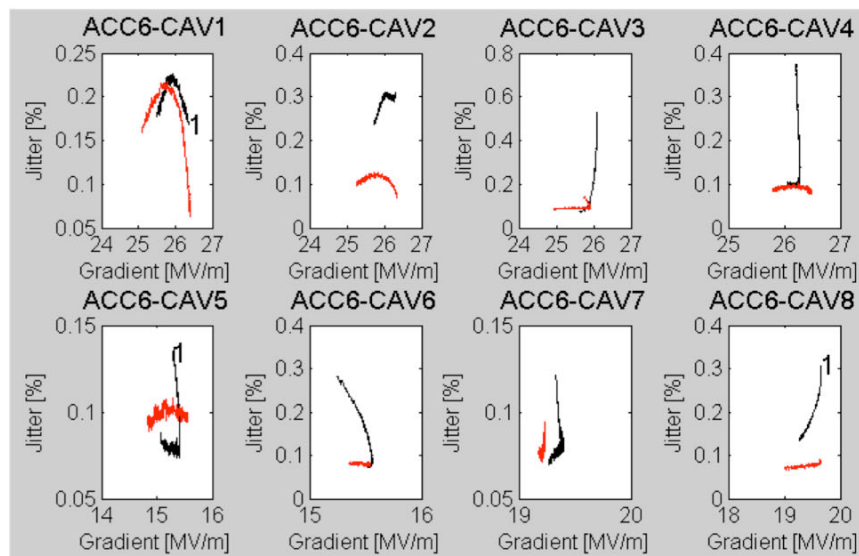 ACC6-CAV1 ACC6-CAV2 ACC6-CAV3 ACC6-CAV4
0.25 0.4 0.8 0.4
0.2 0.3 0.6 0.3
0.15 0.2 0.4 0.2
0.1 0.1 0.2 0.1
0.05 0 0 0
Jitter [%] Jitter [%] Jitter [%] Jitter [%]
1
24 25 26 27 24 25 26 27 24 25 26 27 25 26 27
Gradient [MV/m] Gradient [MV/m] Gradient [MV/m] Gradient [MV/m]
ACC6-CAV5 ACC6-CAV6 ACC6-CAV7 ACC6-CAV8
0.15 0.4 0.15 0.4
0.3 0.3
0.1 0.2 0.1 0.2
0.1 0.1
0.05 0 0.05 0
Jitter [%] Jitter [%] Jitter [%] Jitter [%]
1 1
14 15 16 15 16 19 20 18 19 20
Gradient [MV/m] Gradient [MV/m] Gradient [MV/m] Gradient [MV/m]